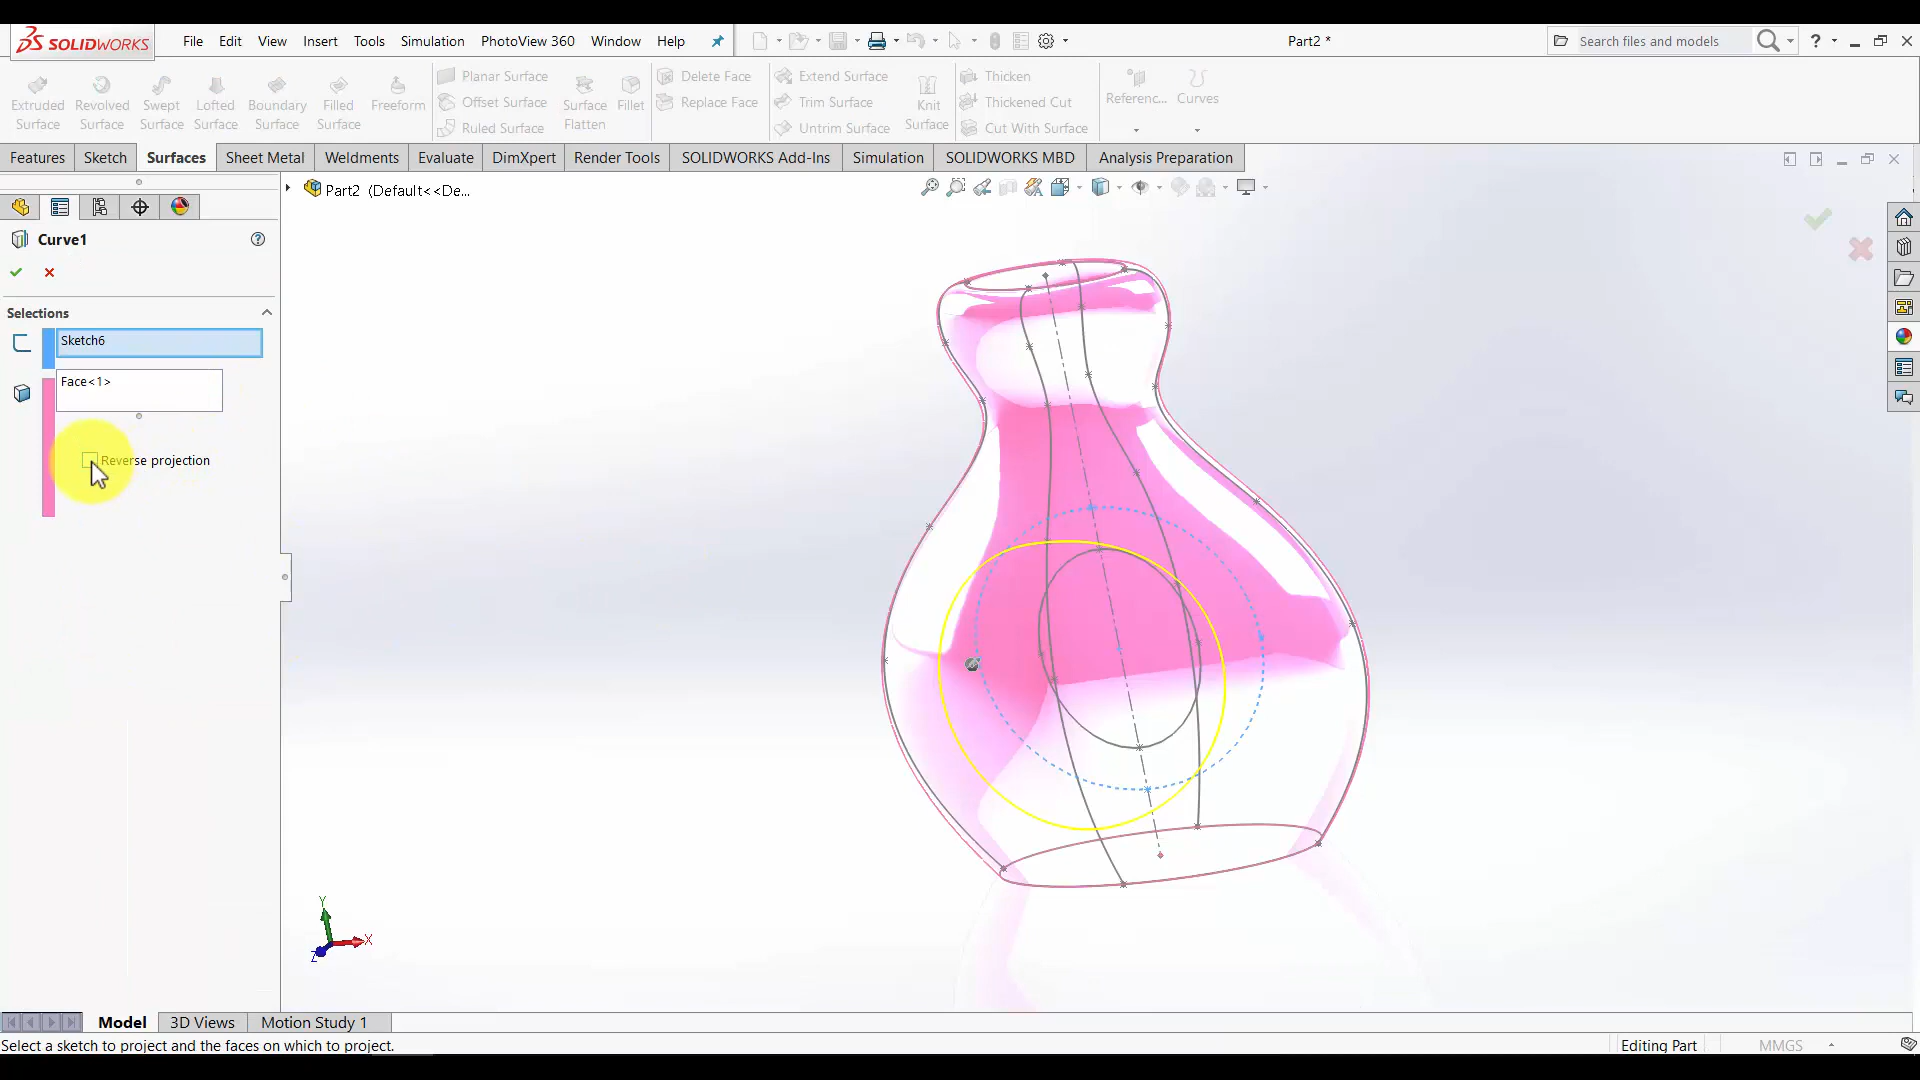 SOLIDWORKS File Edit View Insert Tools Simulation PhotoView 360 Window Help Part2 * Search files and models ?
Extruded Surface
Revolved Surface
Swept Surface
Lofted Surface
Boundary Surface
Filled Surface
Freeform
Planar Surface
Offset Surface
Ruled Surface
Surface Flatten
Fillet
Delete Face
Replace Face
Extend Surface
Trim Surface
Untrim Surface
Knit Surface
Thicken
Thickened Cut
Cut With Surface
Referenc...
Curves
Features Sketch Surfaces Sheet Metal Weldments Evaluate DimXpert Render Tools SOLIDWORKS Add-Ins Simulation SOLIDWORKS MBD Analysis Preparation
Part2 (Default<<De...
Curve1 ?
Selections
Sketch6
Face<1>
Reverse projection
Y
X
Z
Model 3D Views Motion Study 1
Select a sketch to project and the faces on which to project. Editing Part MMGS